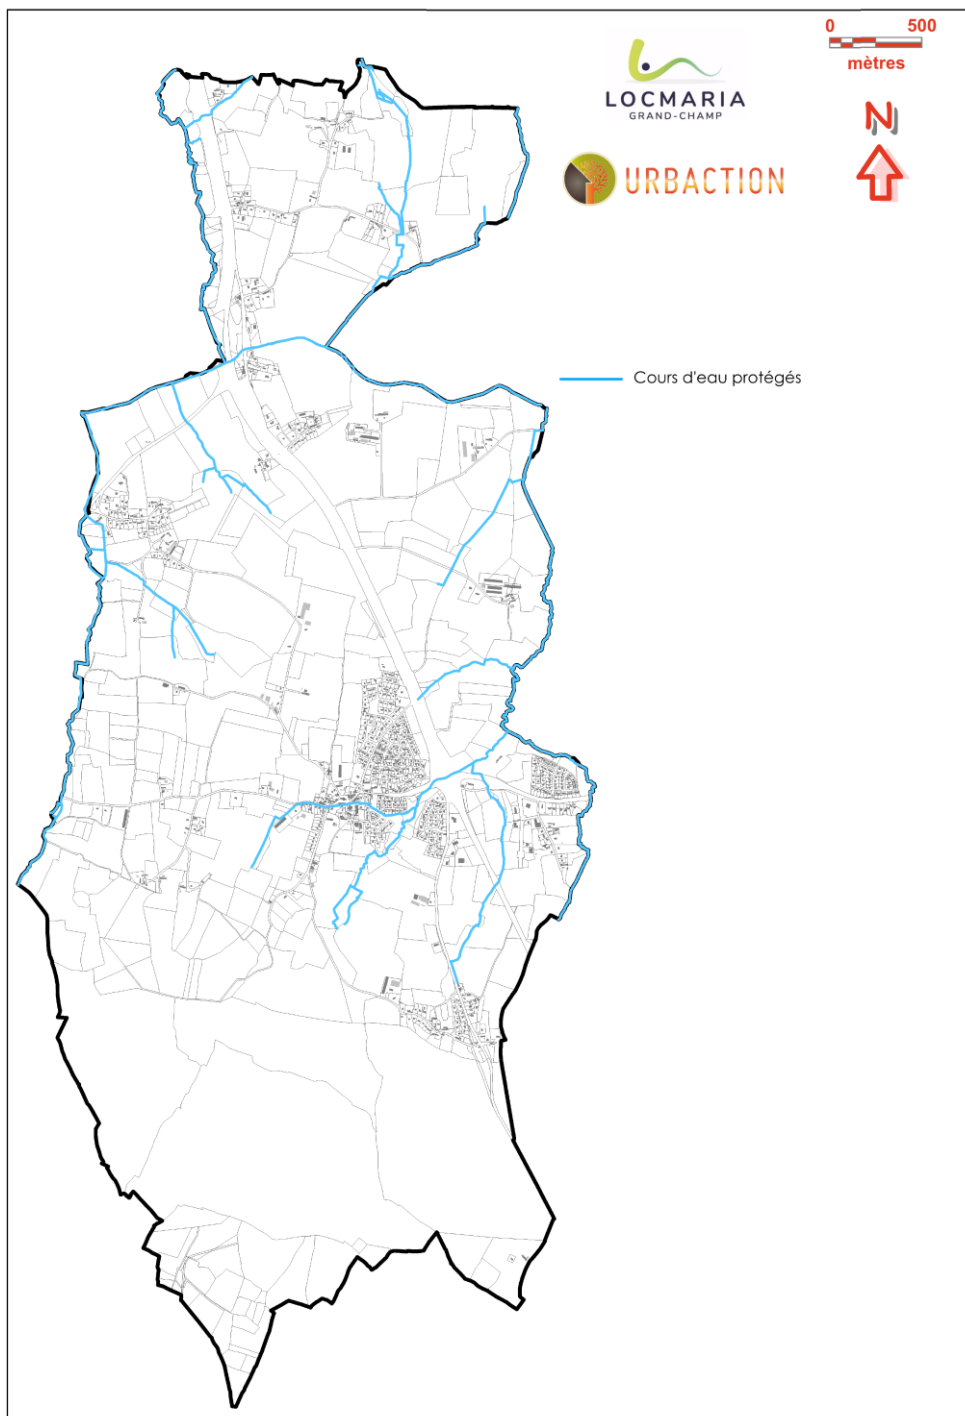 0 500
mètres
LOCMARIA
GRAND-CHAMP
N
URBACTION
Cours d'eau protégés